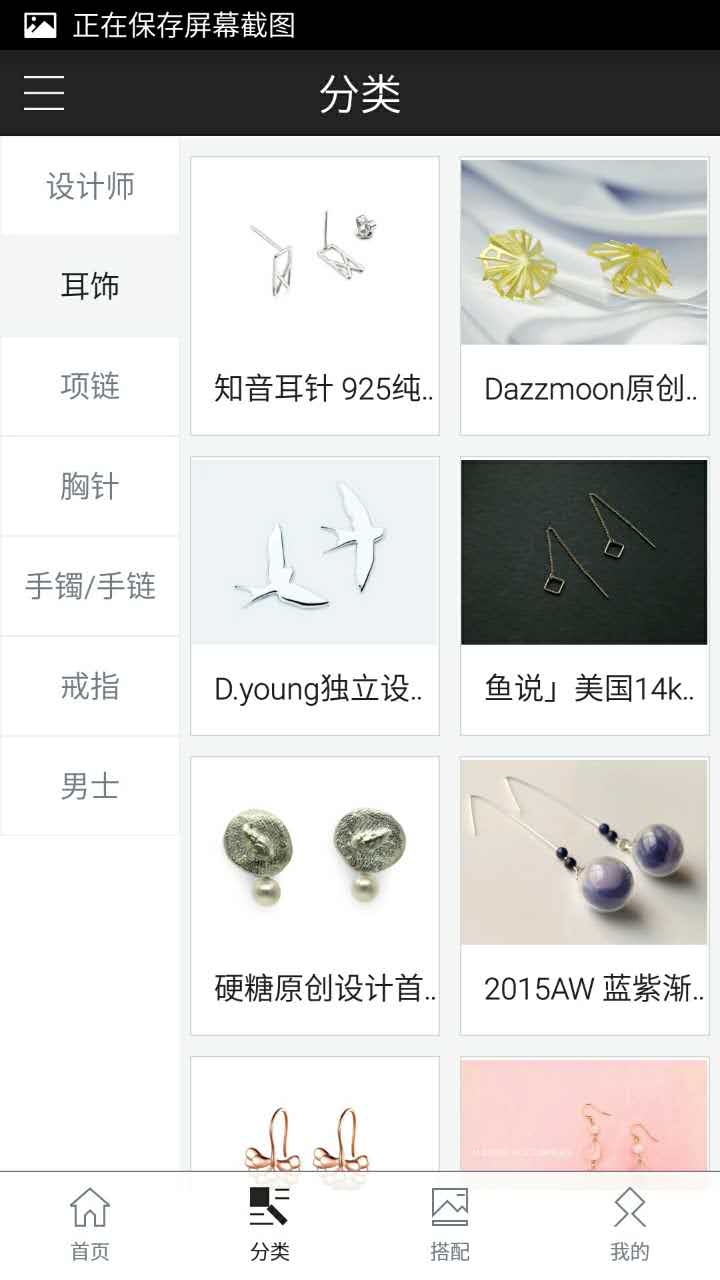 正在保存屏幕截图
分类
设计师
耳饰
项链
胸针
手镯/手链
戒指
男士
知音耳针 925纯..
Dazzmoon原创..
D.young独立设..
鱼说」美国14k..
硬糖原创设计首..
2015AW 蓝紫渐..
首页
分类
搭配
我的